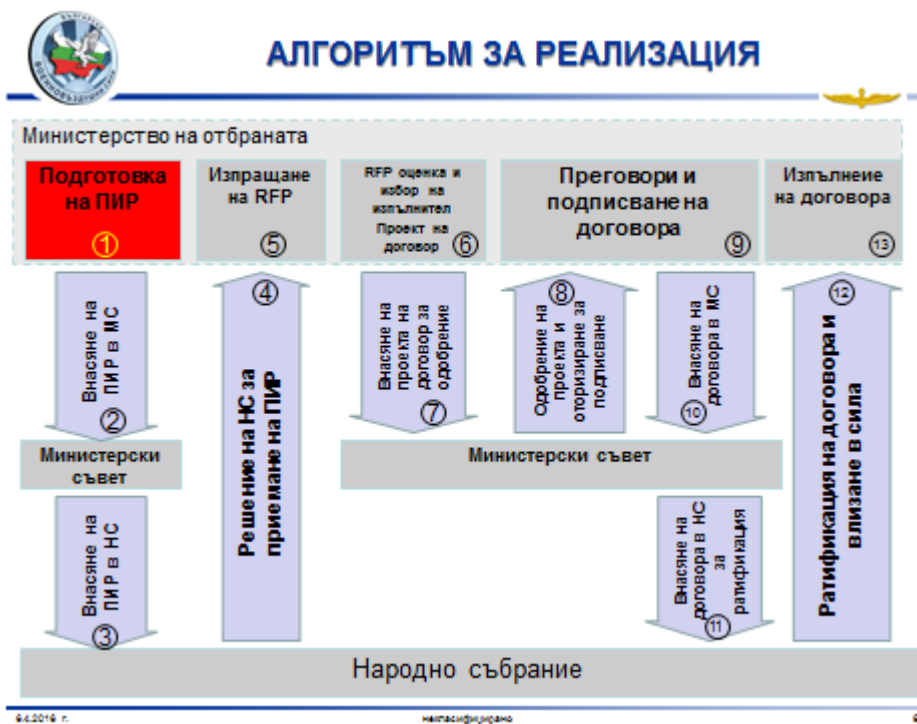 АЛГОРИТЪМ ЗА РЕАЛИЗАЦИЯ
Министерство на отбраната
Подготовка
на ПИР
1
Изпращане
на RFP
5
RFP оценка и
избор на
изпълнител
Проект на
договор
6
Преговори и
подписване на
договора
9
Изпълнеие
на договора
13
Внасяне на
ПИР в МС
2
4
Решение на НС за
приемане на ПИР
Внасяне на
проекта на
договор за
одобрение
7
8
Одобрение на
проекта и
оторизиране за
подписване
Внасяне на
договора в МС
10
12
Ратификация на договора и
влизане в сила
Министерски
съвет
Министерски съвет
Внасяне на
ПИР в НС
3
Внасяне на
договора в НС
за
ратификация
11
Народно събрание
некласифицирано